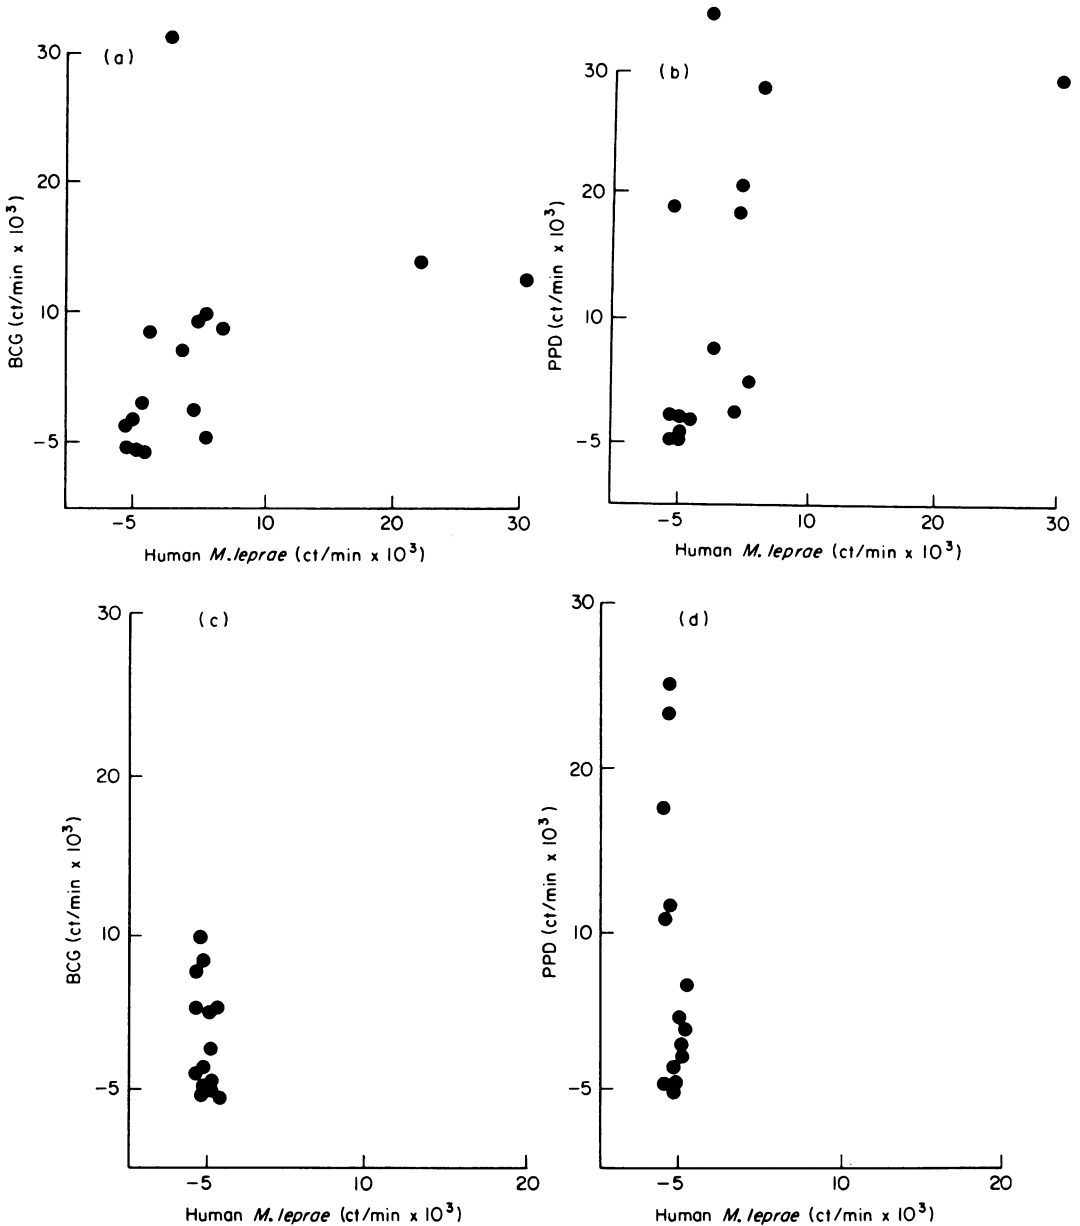 (a)
30
20
10
–5
BCG (ct/min x 10³)
–5 10 20 30
Human M. leprae (ct/min x 10³)
(b)
30
20
10
–5
PPD (ct/min x 10³)
–5 10 20 30
Human M. leprae (ct/min x 10³)
(c)
30
20
10
–5
BCG (ct/min x 10³)
–5 10 20
Human M. leprae (ct/min x 10³)
(d)
30
20
10
–5
PPD (ct/min x 10³)
–5 10 20
Human M. leprae (ct/min x 10³)